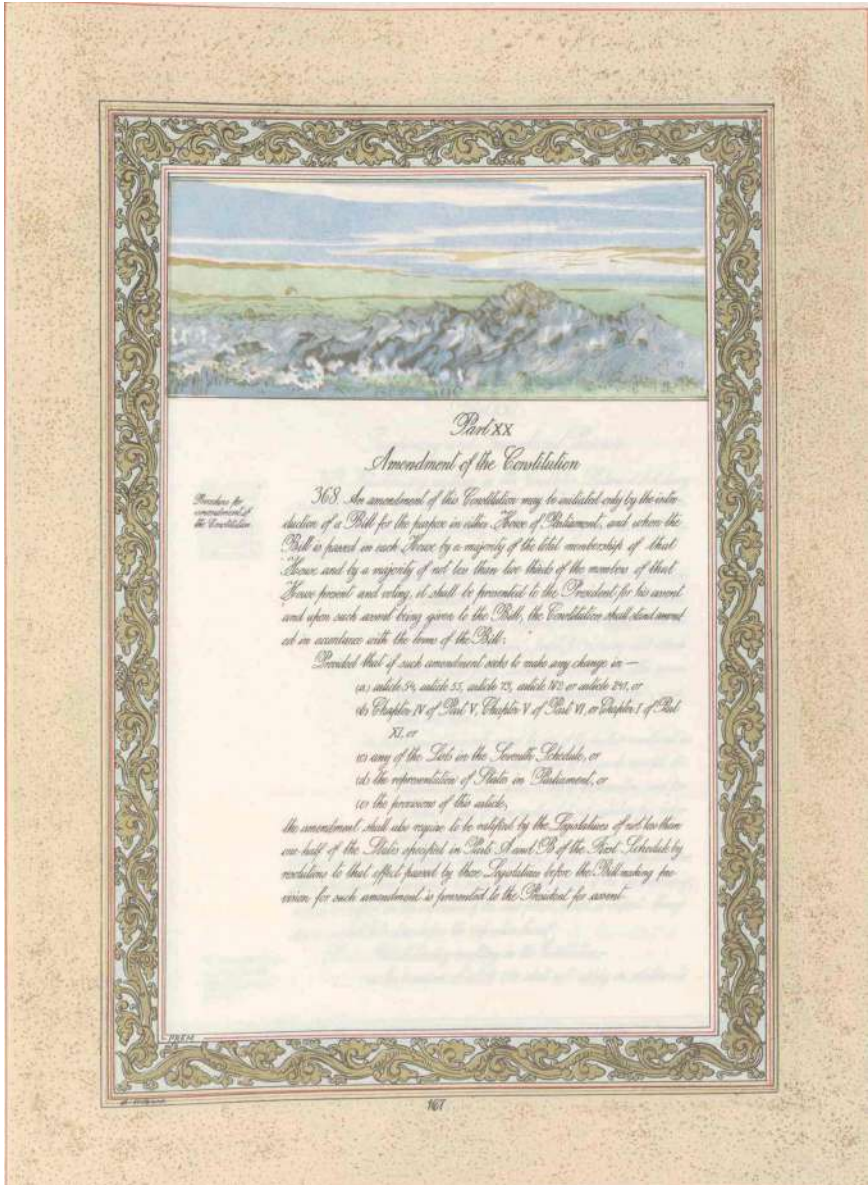 Part XX
Amendment of the Constitution
Procedure for
amendment of
the Constitution
368. An amendment of this Constitution may be initiated only by the intro-
duction of a Bill for the purpose in either House of Parliament, and when the
Bill is passed in each House by a majority of the total membership of that
House and by a majority of not less than two thirds of the members of that
House present and voting, it shall be presented to the President for his assent
and upon such assent being given to the Bill, the Constitution shall stand amend
ed in accordance with the terms of the Bill:
Provided that if such amendment seeks to make any change in —
(a) article 54, article 55, article 73, article 162 or article 241, or
(b) Chapter IV of Part V, Chapter V of Part VI, or Chapter I of Part
XI, or
(c) any of the Lists in the Seventh Schedule, or
(d) the representation of States in Parliament, or
(e) the provisions of this article,
the amendment shall also require to be ratified by the Legislatures of not less than
one-half of the States specified in Parts A and B of the First Schedule by
resolutions to that effect passed by those Legislatures before the Bill making pro-
vision for such amendment is presented to the President for assent
PREM
167